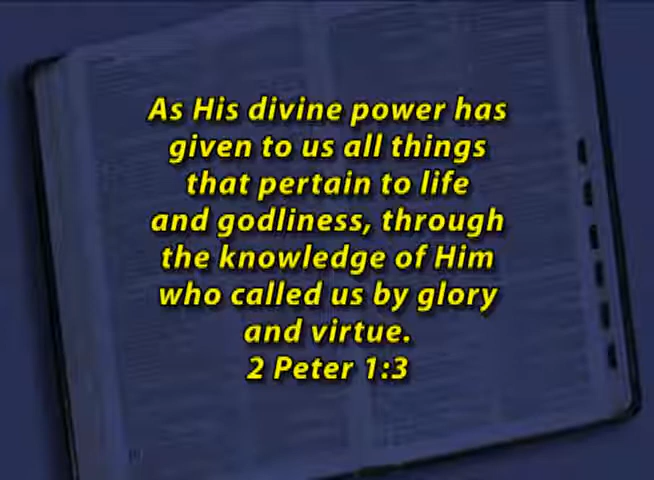 As His divine power has
given to us all things
that pertain to life
and godliness, through
the knowledge of Him
who called us by glory
and virtue.
2 Peter 1:3